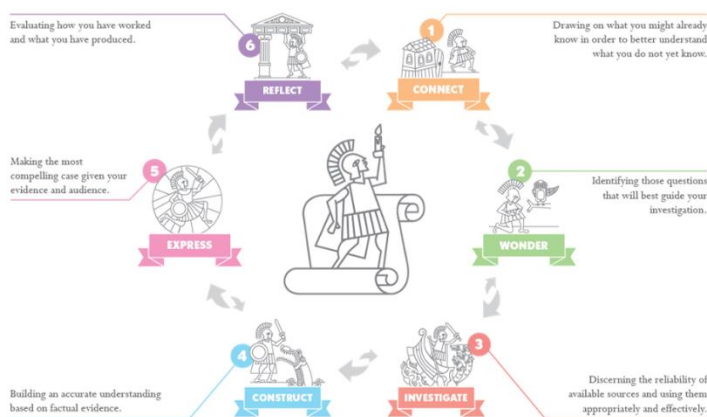 1
CONNECT
Drawing on what you might already
know in order to better understand
what you do not yet know.
2
WONDER
Identifying those questions
that will best guide your
investigation.
3
INVESTIGATE
Discerning the reliability of
available sources and using them
appropriately and effectively.
4
CONSTRUCT
Building an accurate understanding
based on factual evidence.
5
EXPRESS
Making the most
compelling case given your
evidence and audience.
6
REFLECT
Evaluating how you have worked
and what you have produced.